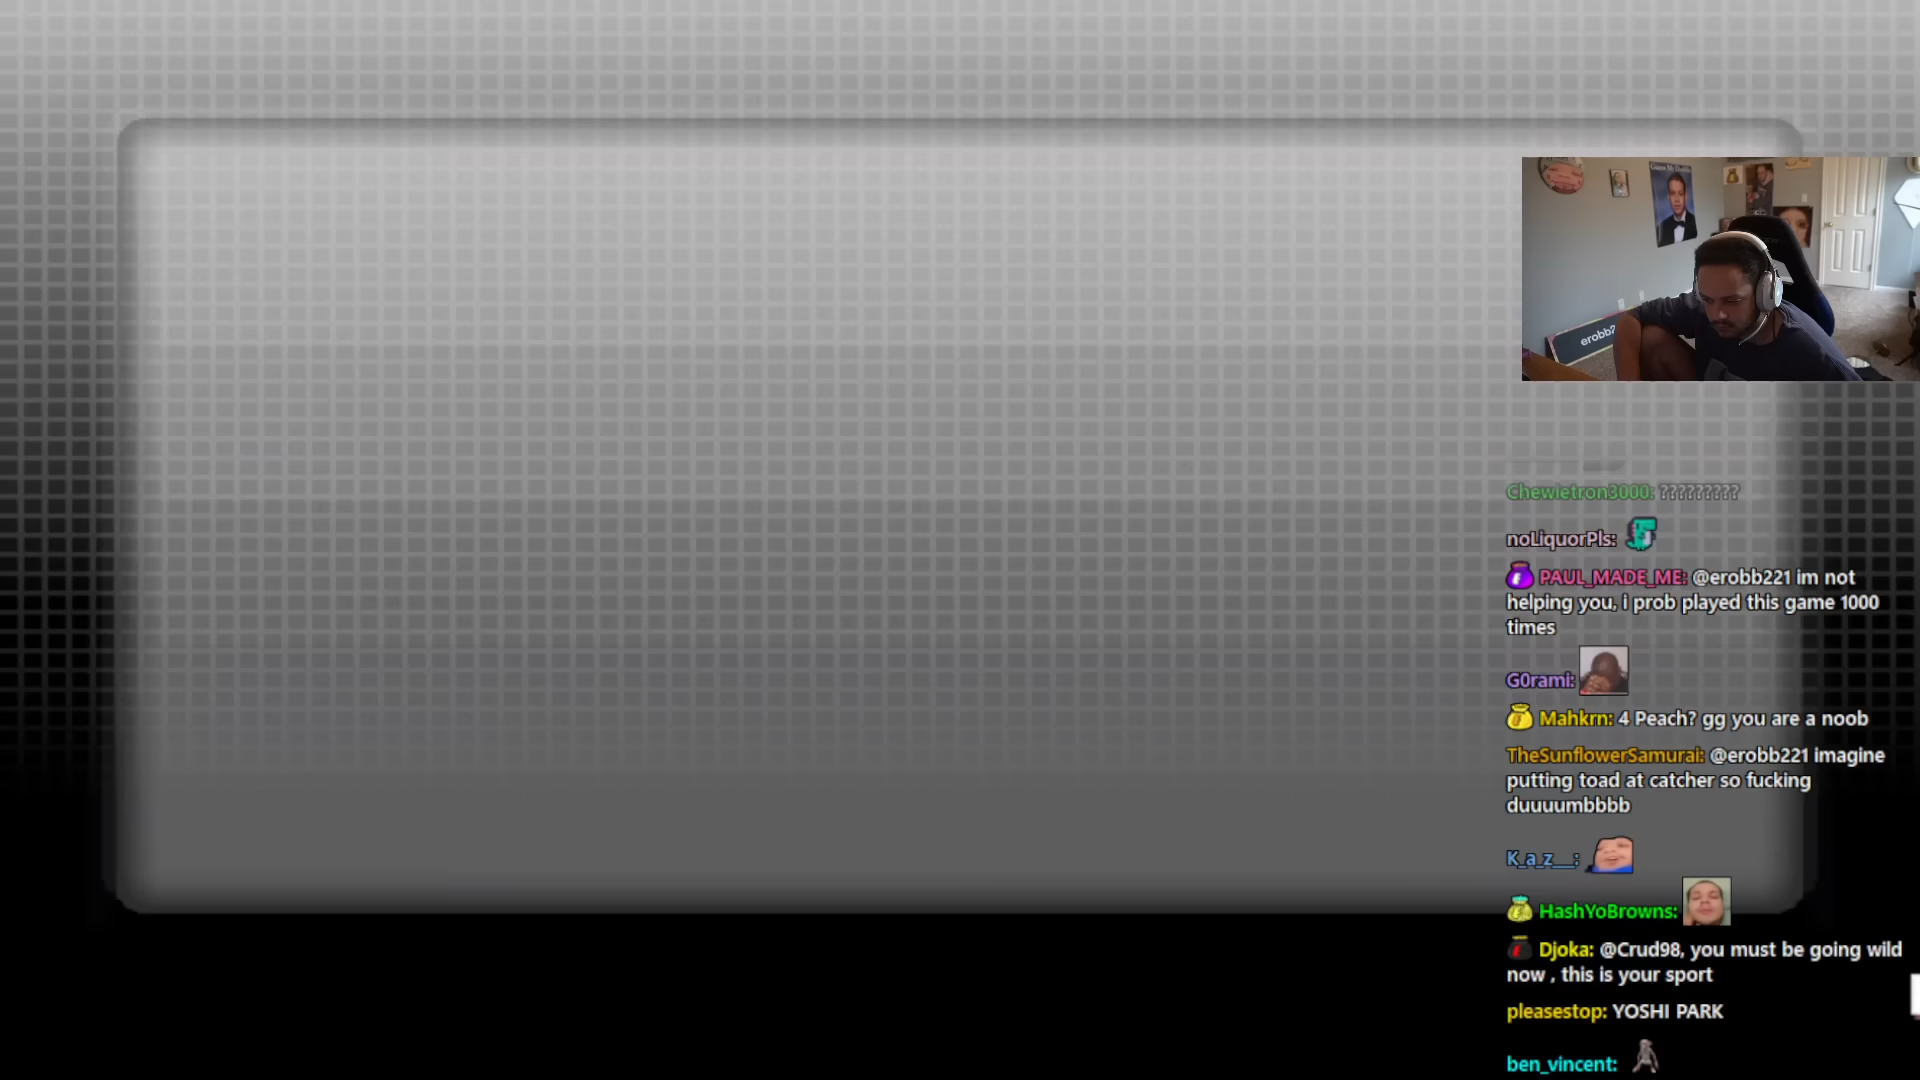 erobb2
Chewietron3000: ?????????
noLiquorPls:
PAUL_MADE_ME: @erobb221 im not
helping you, i prob played this game 1000
times
G0rami:
Mahkrn: 4 Peach? gg you are a noob
TheSunflowerSamurai: @erobb221 imagine
putting toad at catcher so fucking
duuuumbbbb
K_a_z__:
HashYoBrowns:
Djoka: @Crud98, you must be going wild
now , this is your sport
pleasestop: YOSHI PARK
ben_vincent: